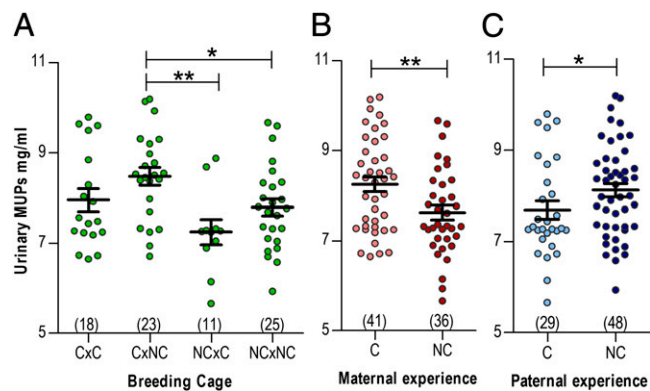 A
B
C
*
**
**
*
Urinary MUPs mg/ml
11
9
7
5
11
9
7
5
11
9
7
5
(18) (23) (11) (25)
(41) (36)
(29) (48)
CxC CxNC NCxC NCxNC
C NC
C NC
Breeding Cage
Maternal experience
Paternal experience